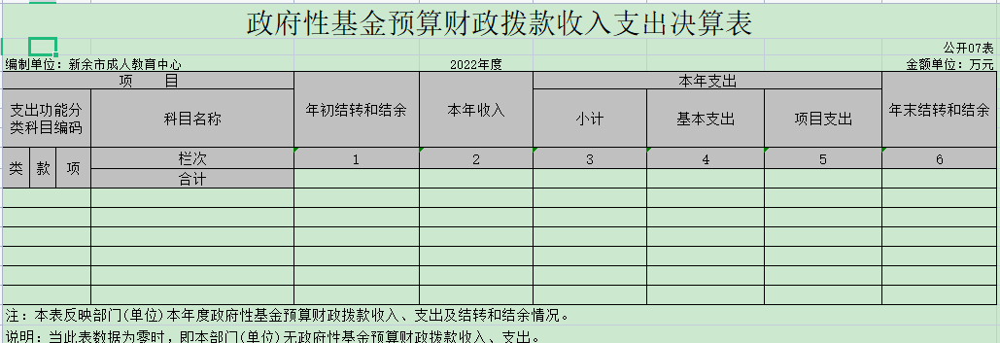 政府性基金预算财政拨款收入支出决算表
公开07表
编制单位：新余市成人教育中心 2022年度 金额单位：万元
项 目 本年支出
支出功能分类科目编码 科目名称 年初结转和结余 本年收入 小计 基本支出 项目支出 年末结转和结余
类 款 项 栏次 1 2 3 4 5 6
合计
注：本表反映部门(单位)本年度政府性基金预算财政拨款收入、支出及结转和结余情况。
说明：当此表数据为零时，即本部门(单位)无政府性基金预算财政拨款收入、支出。